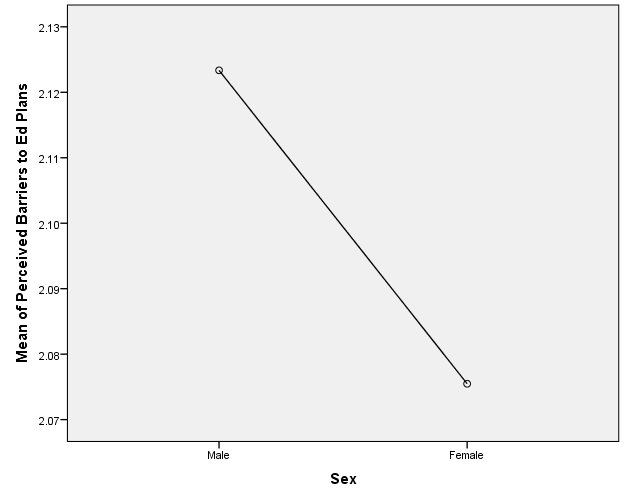 Mean of Perceived Barriers to Ed Plans
2.13
2.12
2.11
2.10
2.09
2.08
2.07
Male Female
Sex